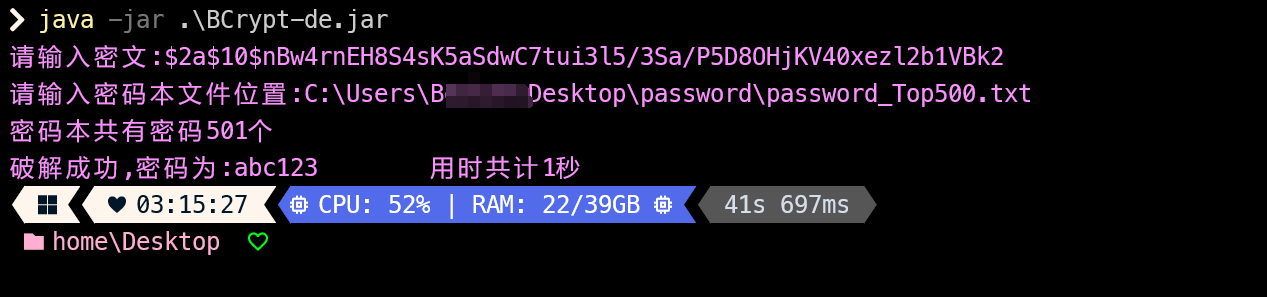 java -jar .\BCrypt-de.jar
请输入密文:$2a$10$nBw4rnEH8S4sK5aSdwC7tui3l5/3Sa/P5D8OHjKV40xezl2b1VBk2
请输入密码本文件位置:C:\Users\B Desktop\password\password_Top500.txt
密码本共有密码501个
破解成功,密码为:abc123 用时共计1秒
03:15:27 CPU: 52% | RAM: 22/39GB 41s 697ms
home\Desktop